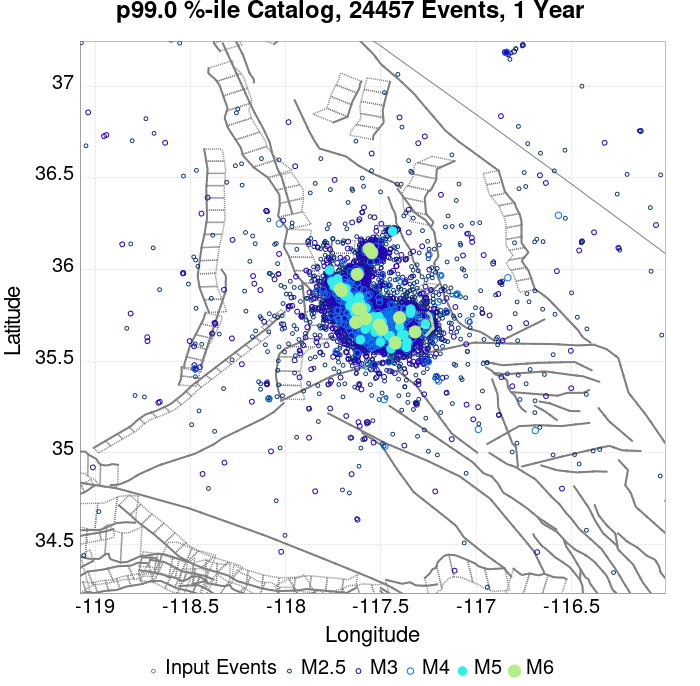 p99.0 %-ile Catalog, 24457 Events, 1 Year
37
36.5
36
35.5
35
34.5
Latitude
-119 -118.5 -118 -117.5 -117 -116.5
Longitude
Input Events M2.5 M3 M4 M5 M6